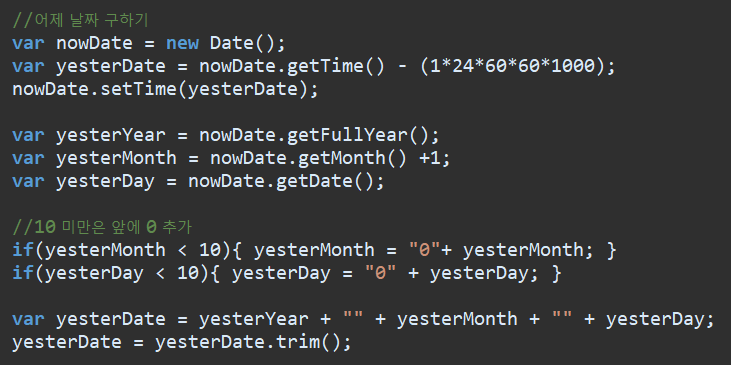 //어제 날짜 구하기
var nowDate = new Date();
var yesterDate = nowDate.getTime() - (1*24*60*60*1000);
nowDate.setTime(yesterDate);
var yesterYear = nowDate.getFullYear();
var yesterMonth = nowDate.getMonth() +1;
var yesterDay = nowDate.getDate();
//10 미만은 앞에 0 추가
if(yesterMonth < 10){ yesterMonth = "0"+ yesterMonth; }
if(yesterDay < 10){ yesterDay = "0" + yesterDay; }
var yesterDate = yesterYear + "" + yesterMonth + "" + yesterDay;
yesterDate = yesterDate.trim();